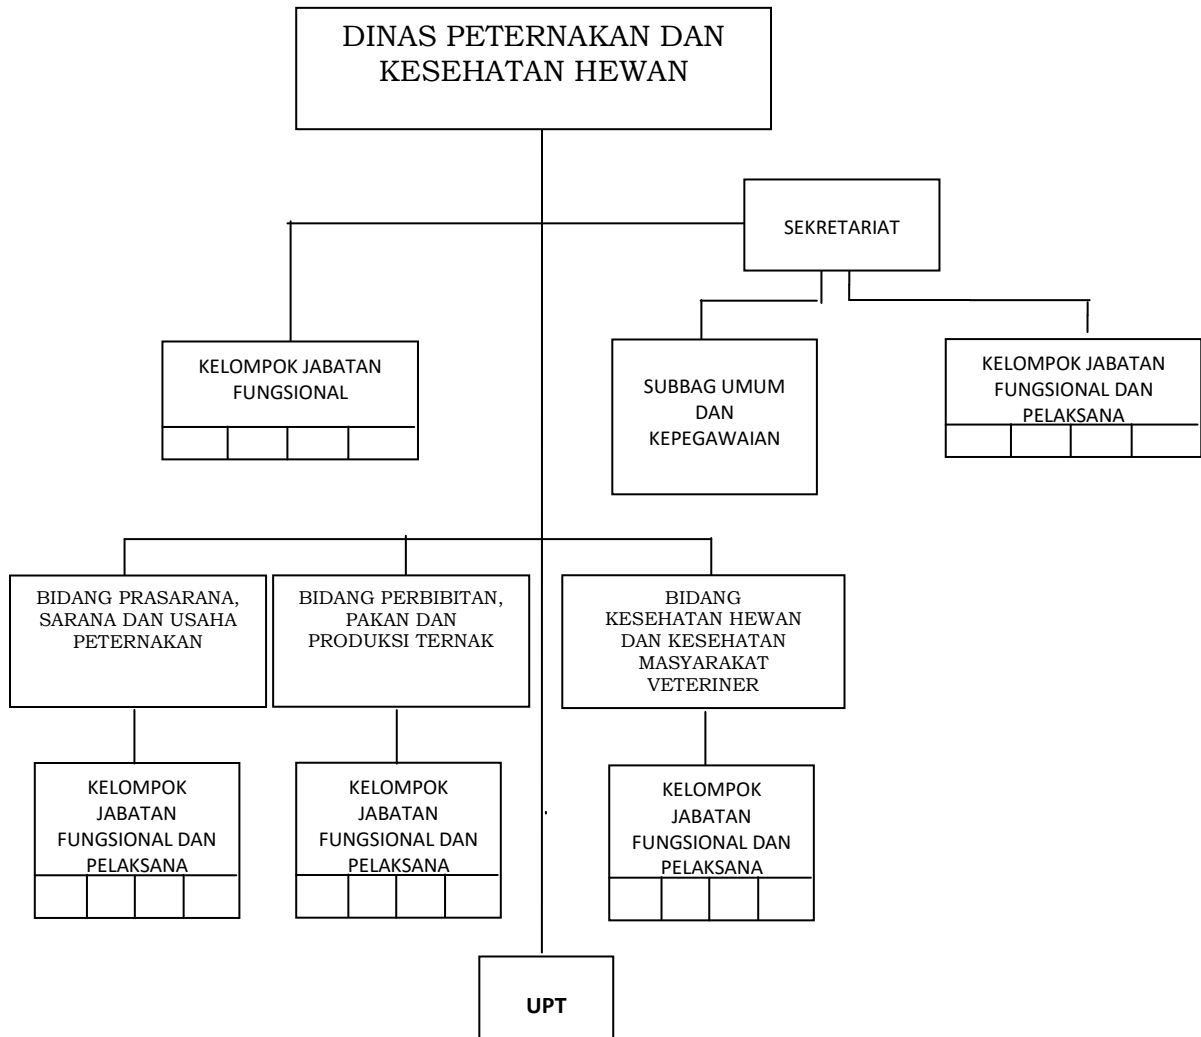 DINAS PETERNAKAN DAN
KESEHATAN HEWAN
SEKRETARIAT
KELOMPOK JABATAN
FUNGSIONAL
SUBBAG UMUM
DAN
KEPEGAWAIAN
KELOMPOK JABATAN
FUNGSIONAL DAN
PELAKSANA
BIDANG PRASARANA,
SARANA DAN USAHA
PETERNAKAN
BIDANG PERBIBITAN,
PAKAN DAN
PRODUKSI TERNAK
BIDANG
KESEHATAN HEWAN
DAN KESEHATAN
MASYARAKAT
VETERINER
KELOMPOK
JABATAN
FUNGSIONAL DAN
PELAKSANA
KELOMPOK
JABATAN
FUNGSIONAL DAN
PELAKSANA
KELOMPOK
JABATAN
FUNGSIONAL DAN
PELAKSANA
UPT